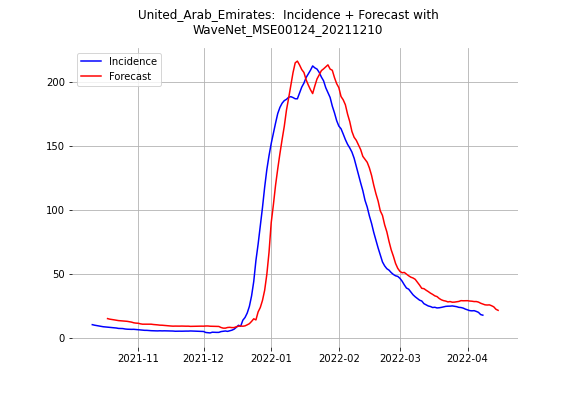 United_Arab_Emirates:  Incidence + Forecast with
WaveNet_MSE00124_20211210
Incidence
Forecast
200
150
100
50
0
2021-11 2021-12 2022-01 2022-02 2022-03 2022-04